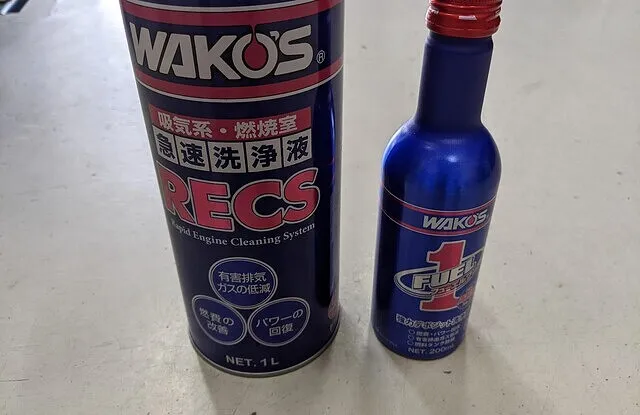 WAKO'S®
吸気系・燃焼室
急速洗浄液
RECS
Rapid Engine Cleaning System
有害排気
ガスの低減
燃費の
改善
パワーの
回復
NET. 1L
WAKO'S
FUEL
1
NET. 200m